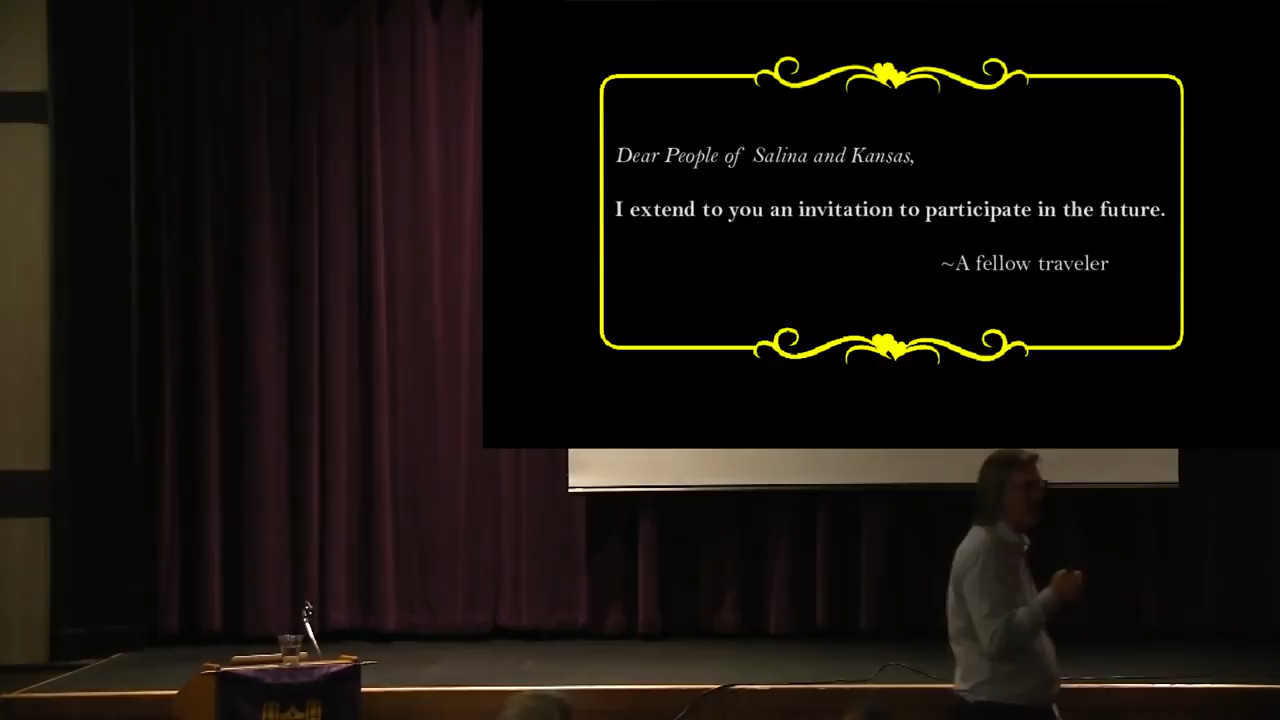 Dear People of Salina and Kansas,
I extend to you an invitation to participate in the future.
~A fellow traveler